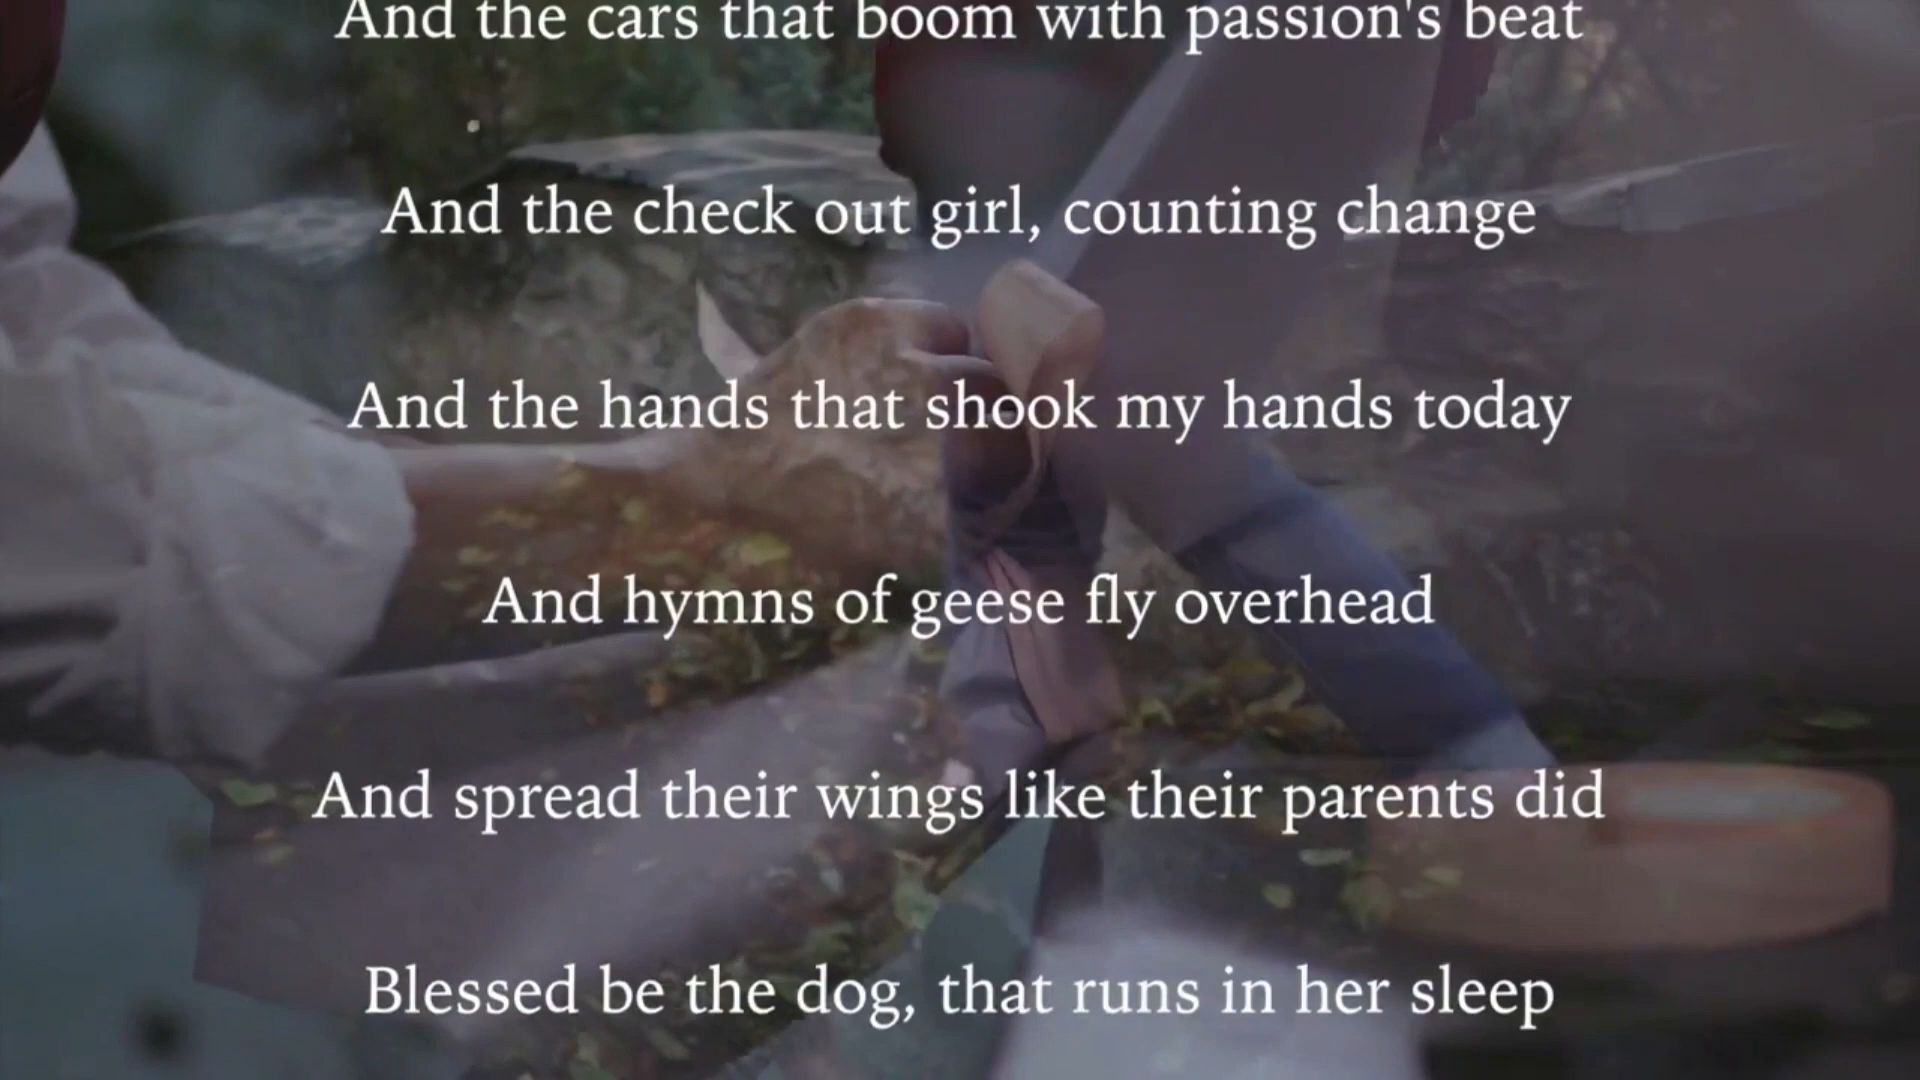 And the cars that boom with passion's beat
And the check out girl, counting change
And the hands that shook my hands today
And hymns of geese fly overhead
And spread their wings like their parents did
Blessed be the dog, that runs in her sleep